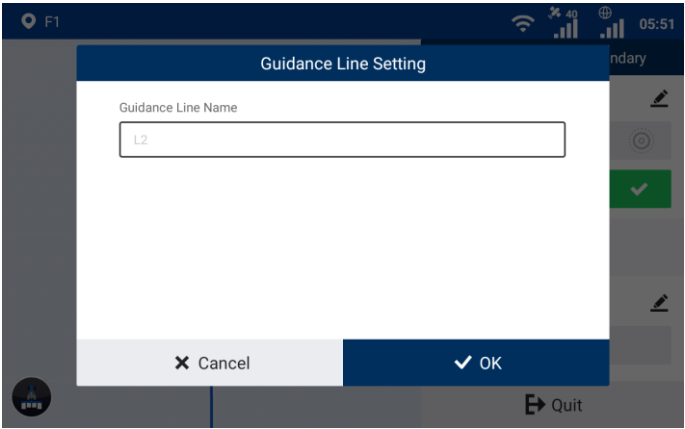 F1
40
05:51
ndary
Guidance Line Setting
Guidance Line Name
L2
Cancel
OK
Quit